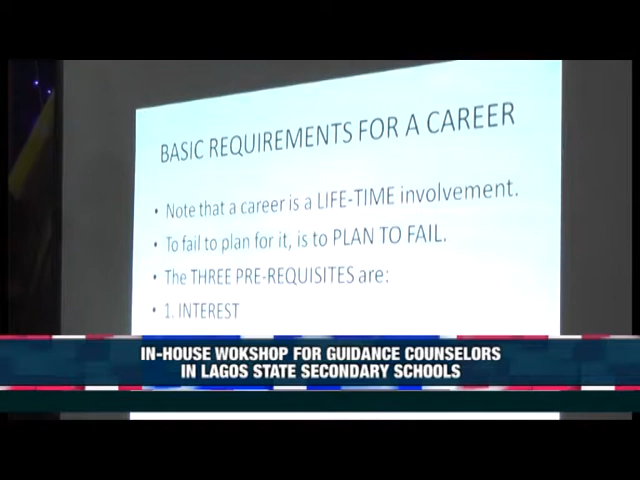 BASIC REQUIREMENTS FOR A CAREER
• Note that a career is a LIFE-TIME involvement.
• To fail to plan for it, is to PLAN TO FAIL.
• The THREE PRE-REQUISITES are:
• 1. INTEREST
IN-HOUSE WOKSHOP FOR GUIDANCE COUNSELORS
IN LAGOS STATE SECONDARY SCHOOLS